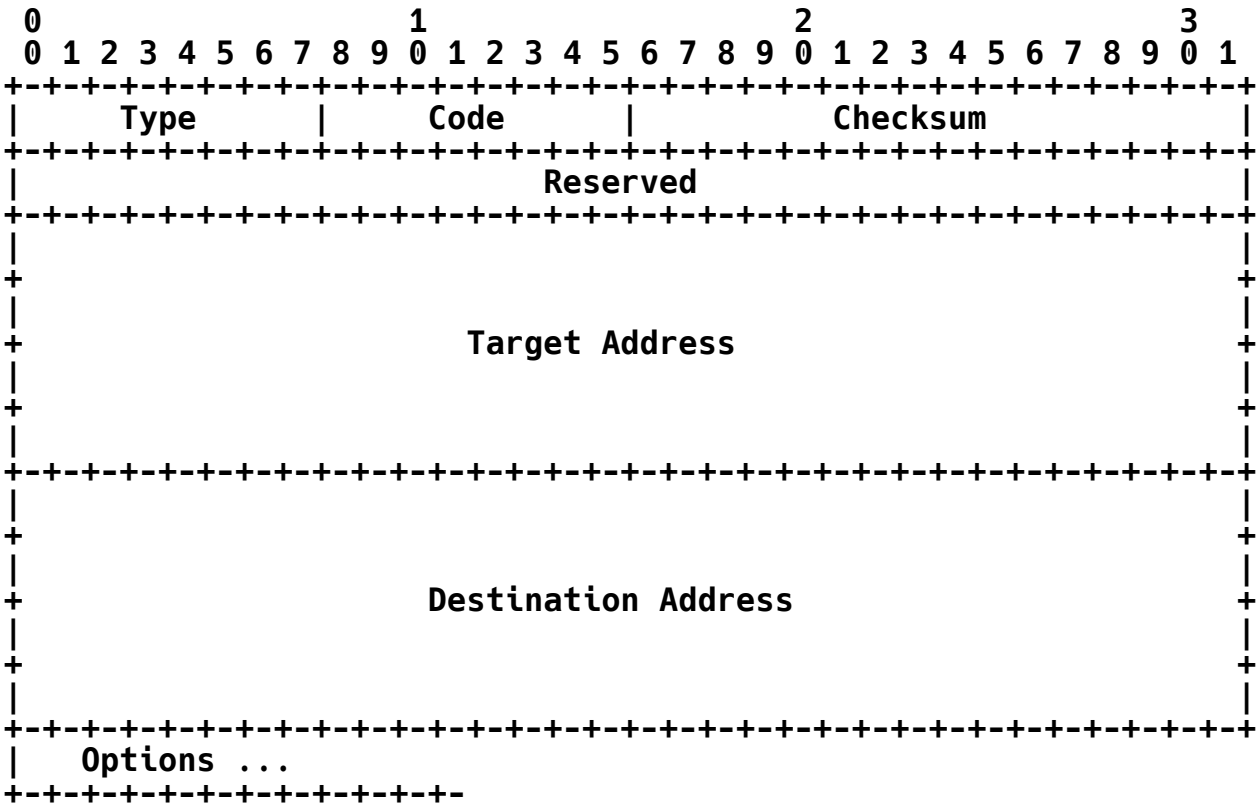 0                   1                   2                   3
 0 1 2 3 4 5 6 7 8 9 0 1 2 3 4 5 6 7 8 9 0 1 2 3 4 5 6 7 8 9 0 1
+-+-+-+-+-+-+-+-+-+-+-+-+-+-+-+-+-+-+-+-+-+-+-+-+-+-+-+-+-+-+-+-+
|     Type      |     Code      |          Checksum             |
+-+-+-+-+-+-+-+-+-+-+-+-+-+-+-+-+-+-+-+-+-+-+-+-+-+-+-+-+-+-+-+-+
|                           Reserved                            |
+-+-+-+-+-+-+-+-+-+-+-+-+-+-+-+-+-+-+-+-+-+-+-+-+-+-+-+-+-+-+-+-+
|                                                               |
+                                                               +
|                                                               |
+                       Target Address                          +
|                                                               |
+                                                               +
|                                                               |
+-+-+-+-+-+-+-+-+-+-+-+-+-+-+-+-+-+-+-+-+-+-+-+-+-+-+-+-+-+-+-+-+
|                                                               |
+                                                               +
|                                                               |
+                     Destination Address                       +
|                                                               |
+                                                               +
|                                                               |
+-+-+-+-+-+-+-+-+-+-+-+-+-+-+-+-+-+-+-+-+-+-+-+-+-+-+-+-+-+-+-+-+
|   Options ...
+-+-+-+-+-+-+-+-+-+-+-+-